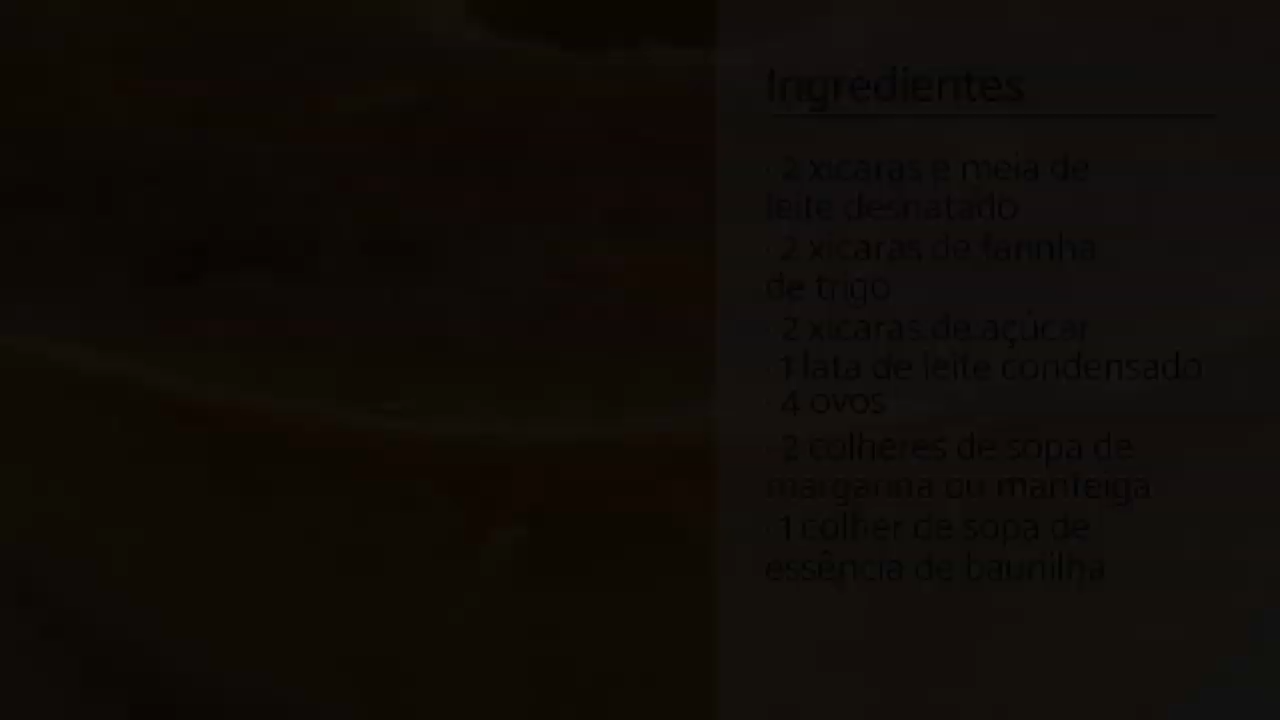 Ingredientes
· 2 xícaras e meia de
leite desnatado
· 2 xícaras de farinha
de trigo
· 2 xícaras de açúcar
· 1 lata de leite condensado
· 4 ovos
· 2 colheres de sopa de
margarina ou manteiga
· 1 colher de sopa de
essência de baunilha